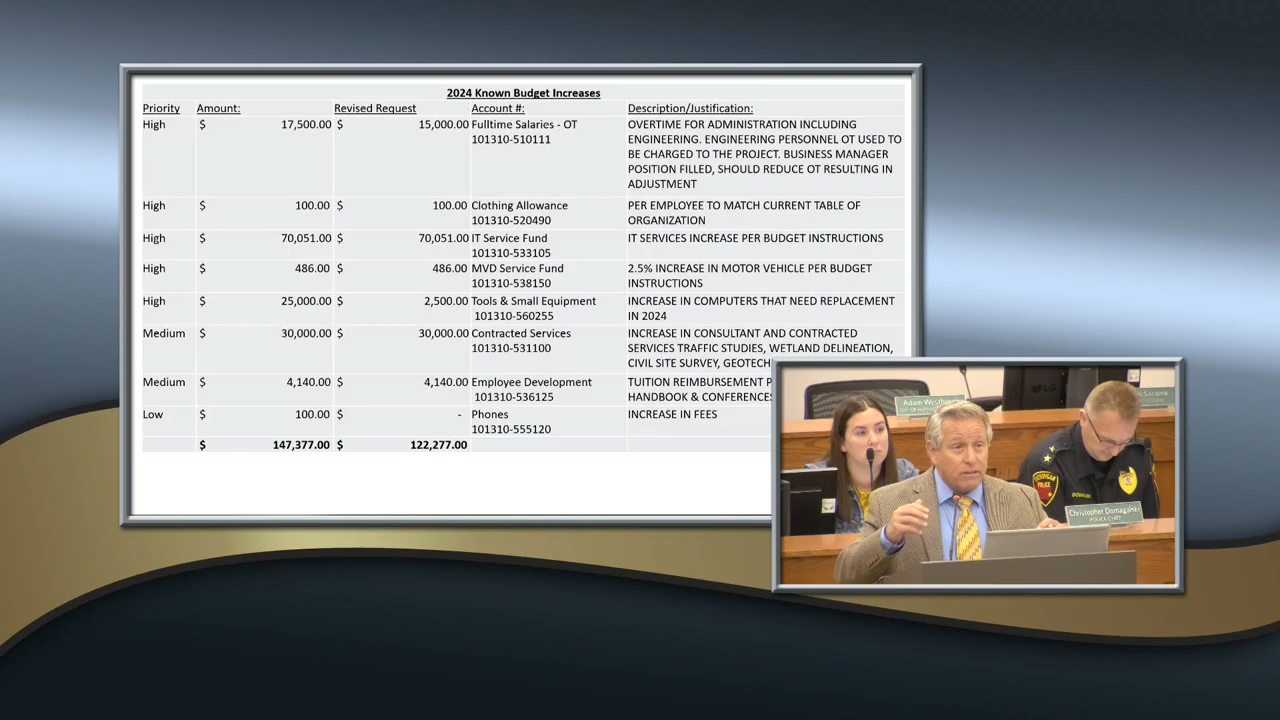 2024 Known Budget Increases
Priority Amount: Revised Request Account #: Description/Justification:
High $ 17,500.00 $ 15,000.00 Fulltime Salaries - OT OVERTIME FOR ADMINISTRATION INCLUDING
101310-510111 ENGINEERING. ENGINEERING PERSONNEL OT USED TO
BE CHARGED TO THE PROJECT. BUSINESS MANAGER
POSITION FILLED, SHOULD REDUCE OT RESULTING IN
ADJUSTMENT
High $ 100.00 $ 100.00 Clothing Allowance PER EMPLOYEE TO MATCH CURRENT TABLE OF
101310-520490 ORGANIZATION
High $ 70,051.00 $ 70,051.00 IT Service Fund IT SERVICES INCREASE PER BUDGET INSTRUCTIONS
101310-533105
High $ 486.00 $ 486.00 MVD Service Fund 2.5% INCREASE IN MOTOR VEHICLE PER BUDGET
101310-538150 INSTRUCTIONS
High $ 25,000.00 $ 2,500.00 Tools & Small Equipment INCREASE IN COMPUTERS THAT NEED REPLACEMENT
101310-560255 IN 2024
Medium $ 30,000.00 $ 30,000.00 Contracted Services INCREASE IN CONSULTANT AND CONTRACTED
101310-531100 SERVICES TRAFFIC STUDIES, WETLAND DELINEATION,
CIVIL SITE SURVEY, GEOTECH
Medium $ 4,140.00 $ 4,140.00 Employee Development TUITION REIMBURSEMENT P
101310-536125 HANDBOOK & CONFERENCES
Low $ 100.00 $ - Phones INCREASE IN FEES
101310-555120
$ 147,377.00 $ 122,277.00
LG
Adam
Sazama
POLICE
Christopher Domagalski
POLICE CHIEF